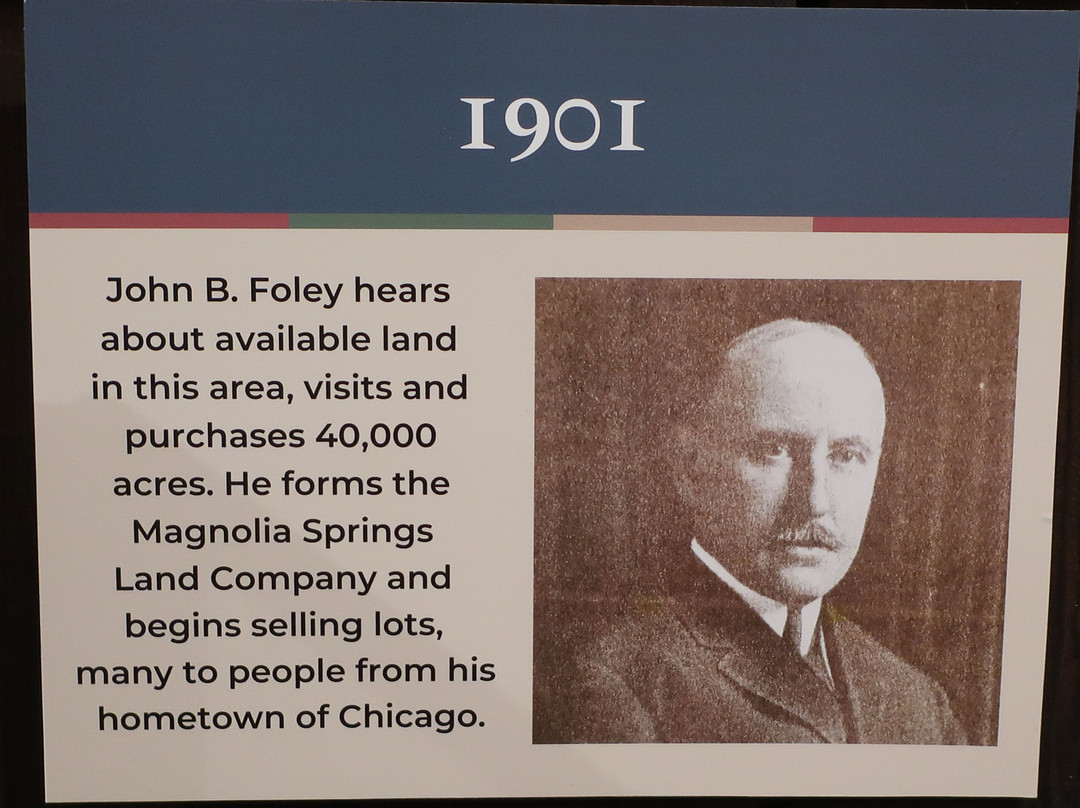 1901
John B. Foley hears
about available land
in this area, visits and
purchases 40,000
acres. He forms the
Magnolia Springs
Land Company and
begins selling lots,
many to people from his
hometown of Chicago.